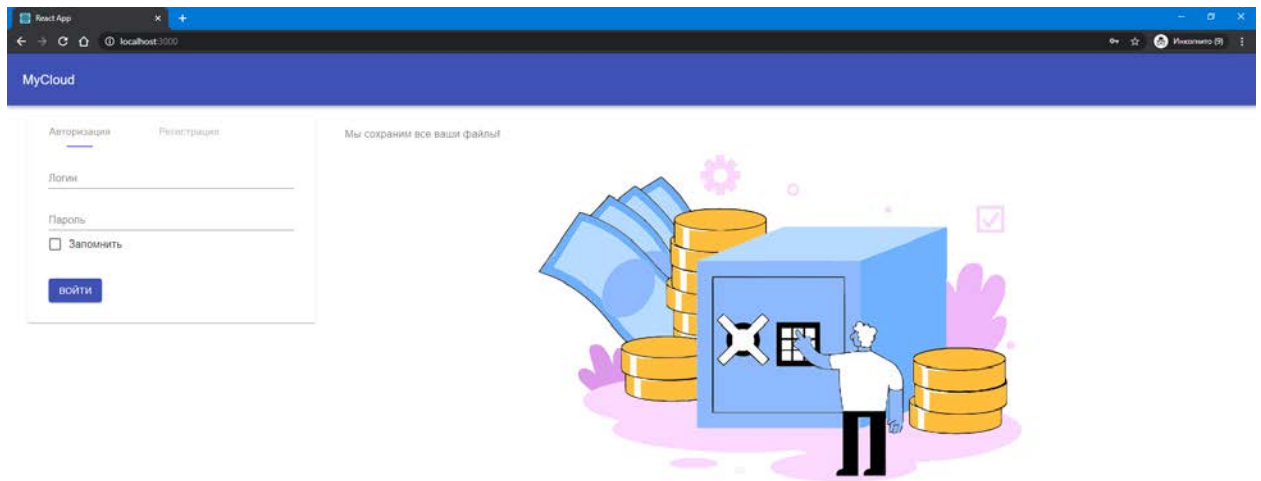 React App
localhost:3000
Инкогнито (9)
MyCloud
Авторизация
Регистрация
Логин
Пароль
Запомнить
ВОЙТИ
Мы сохраним все ваши файлы!